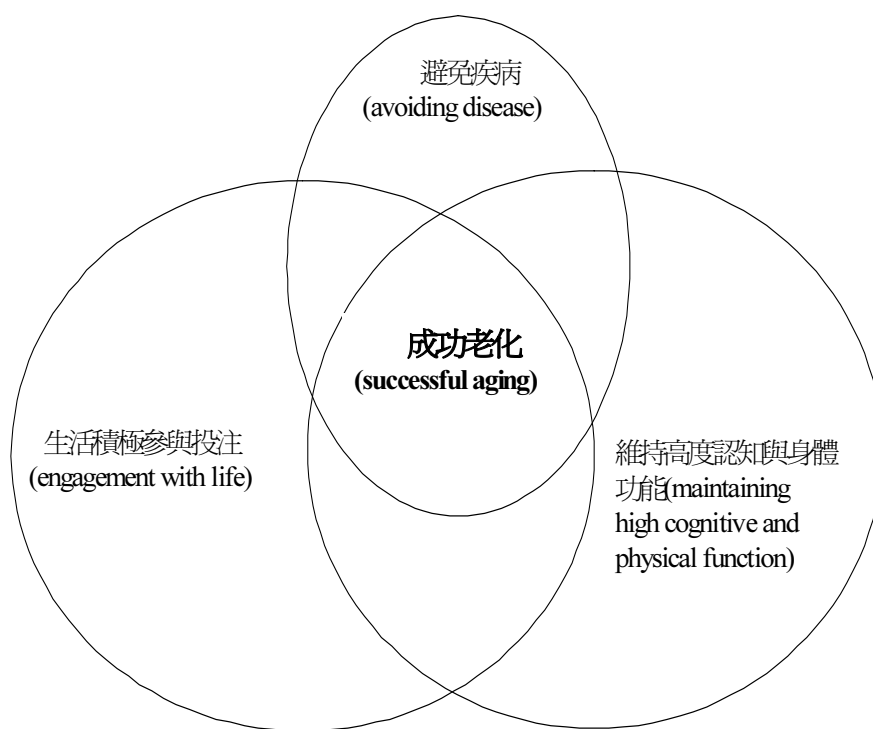 避免疾病
(avoiding disease)
成功老化
(successful aging)
生活積極參與投注
(engagement with life)
維持高度認知與身體
功能(maintaining
high cognitive and
physical function)